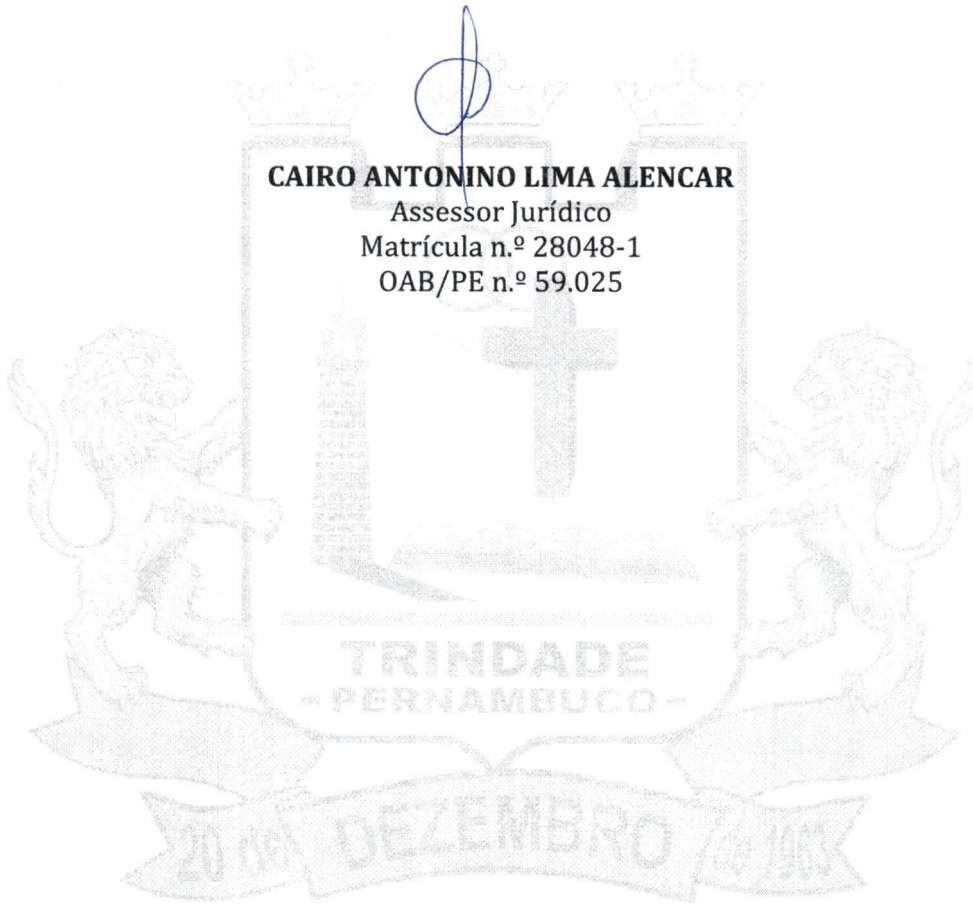 CAIRO ANTONINO LIMA ALENCAR
Assessor Jurídico
Matrícula n.º 28048-1
OAB/PE n.º 59.025
TRINDADE
- PERNAMBUCO -
20 de DEZEMBRO de 1963